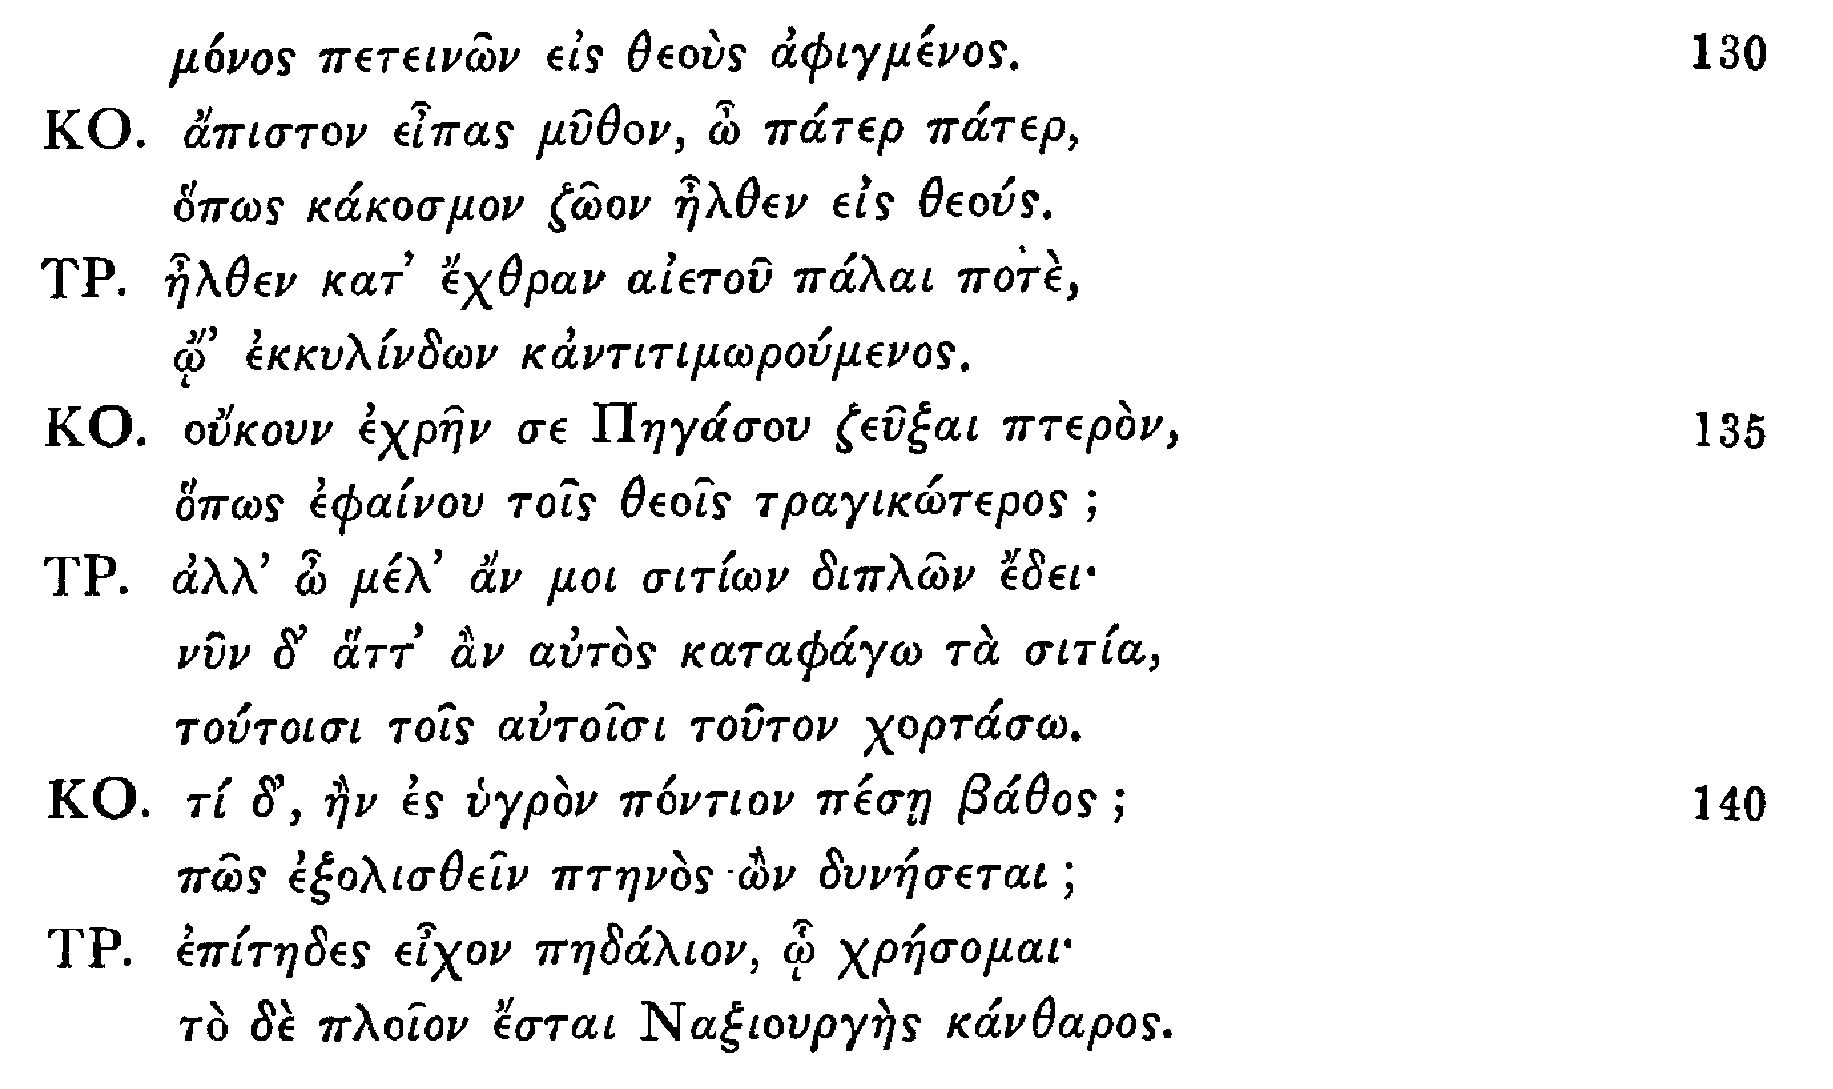 μόνος πετεινῶν εἰς θεοὺς ἀφιγμένος. 130
ΚΟ. ἄπιστον εἶπας μῦθον, ὦ πάτερ πάτερ,
ὅπως κάκοσμον ζῶον ἦλθεν εἰς θεούς.
ΤΡ. ἦλθεν κατ’ ἔχθραν αἰετοῦ πάλαι ποτὲ,
ᾤ’ ἐκκυλίνδων κἀντιτιμωρούμενος.
ΚΟ. οὔκουν ἐχρῆν σε Πηγάσου ζεῦξαι πτερὸν, 135
ὅπως ἐφαίνου τοῖς θεοῖς τραγικώτερος ;
ΤΡ. ἀλλ’ ὦ μέλ’ ἄν μοι σιτίων διπλῶν ἔδει·
νῦν δ’ ἅττ’ ἂν αὐτὸς καταφάγω τὰ σιτία,
τούτοισι τοῖς αὐτοῖσι τοῦτον χορτάσω.
ΚΟ. τί δ’, ἢν ἐς ὑγρὸν πόντιον πέσῃ βάθος ; 140
πῶς ἐξολισθεῖν πτηνὸς ὢν δυνήσεται ;
ΤΡ. ἐπίτηδες εἶχον πηδάλιον, ᾧ χρήσομαι·
τὸ δὲ πλοῖον ἔσται Ναξιουργὴς κάνθαρος.